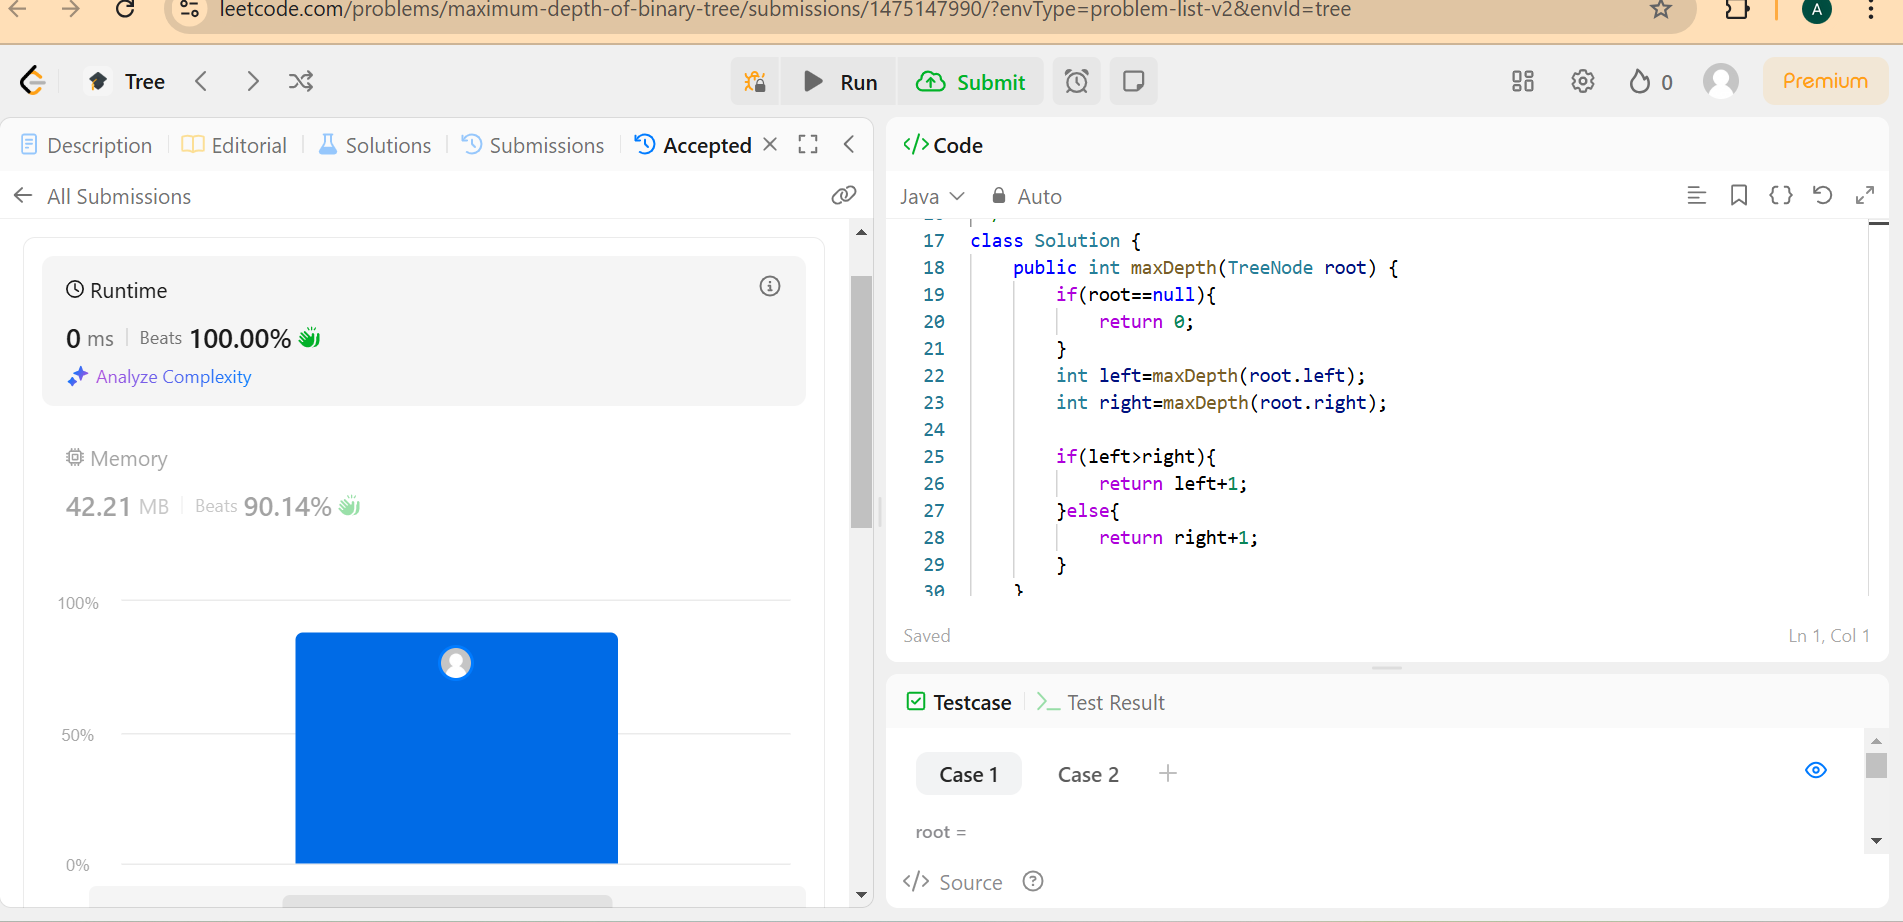 leetcode.com/problems/maximum-depth-of-binary-tree/submissions/1475147990/?envType=problem-list-v2&envId=tree
A
Tree
Run
Submit
0
Premium
Description
Editorial
Solutions
Submissions
Accepted
All Submissions
Runtime
0 ms
Beats 100.00%
Analyze Complexity
Memory
42.21 MB
Beats 90.14%
100%
50%
0%
</> Code
Java
Auto
17 class Solution {
18 public int maxDepth(TreeNode root) {
19 if(root==null){
20 return 0;
21 }
22 int left=maxDepth(root.left);
23 int right=maxDepth(root.right);
24
25 if(left>right){
26 return left+1;
27 }else{
28 return right+1;
29 }
30 }
Saved
Ln 1, Col 1
Testcase
Test Result
Case 1
Case 2
root =
</> Source